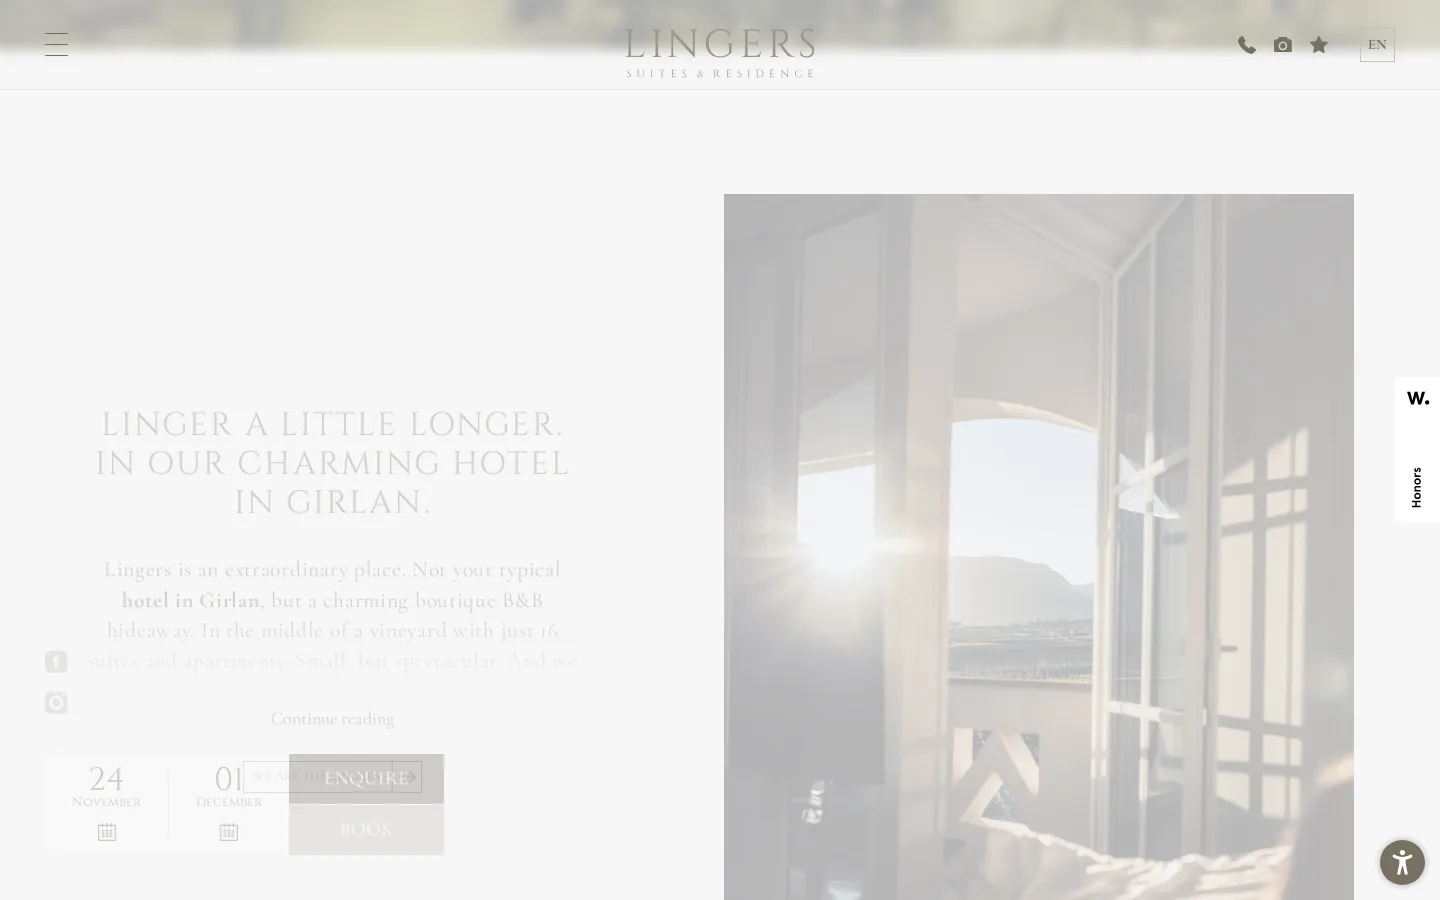 LINGERS
SUITES & RESIDENCE
EN
W.
Honors
LINGER A LITTLE LONGER.
IN OUR CHARMING HOTEL
IN GIRLAN.
Lingers is an extraordinary place. Not your typical
hotel in Girlan, but a charming boutique B&B
hideaway. In the middle of a vineyard with just 16
suites and apartments. Small, but spectacular. And we
Continue reading
24
NOVEMBER
01
DECEMBER
WE ARE
ENQUIRE
BOOK